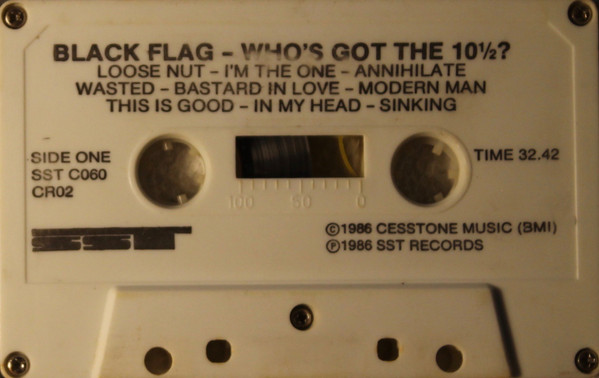 BLACK FLAG – WHO'S GOT THE 10½?
LOOSE NUT – I'M THE ONE – ANNIHILATE
WASTED – BASTARD IN LOVE – MODERN MAN
THIS IS GOOD – IN MY HEAD – SINKING
SIDE ONE
SST C060
CR02
TIME 32.42
100 50 0
SST
©1986 CESSTONE MUSIC (BMI)
℗1986 SST RECORDS